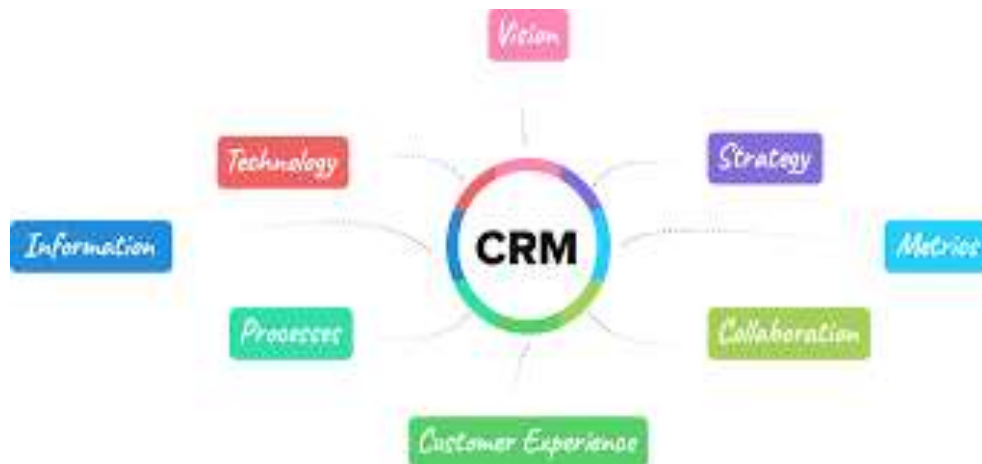 Vision
Technology
Strategy
Information
CRM
Metrics
Processes
Collaboration
Customer Experience